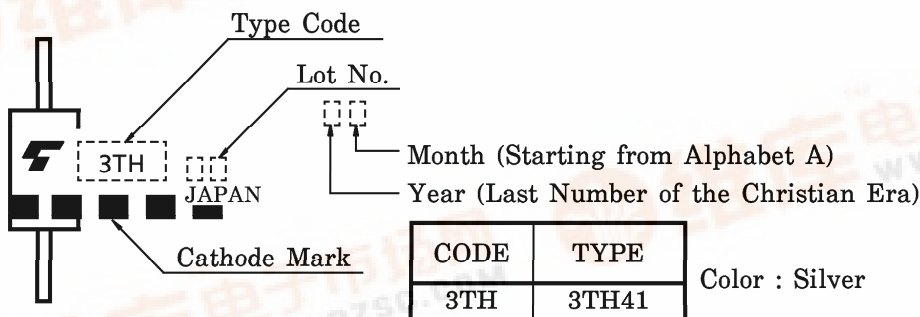 Type Code
Lot No.
3TH
JAPAN
Month (Starting from Alphabet A)
Year (Last Number of the Christian Era)
Cathode Mark
CODE TYPE
3TH 3TH41
Color : Silver